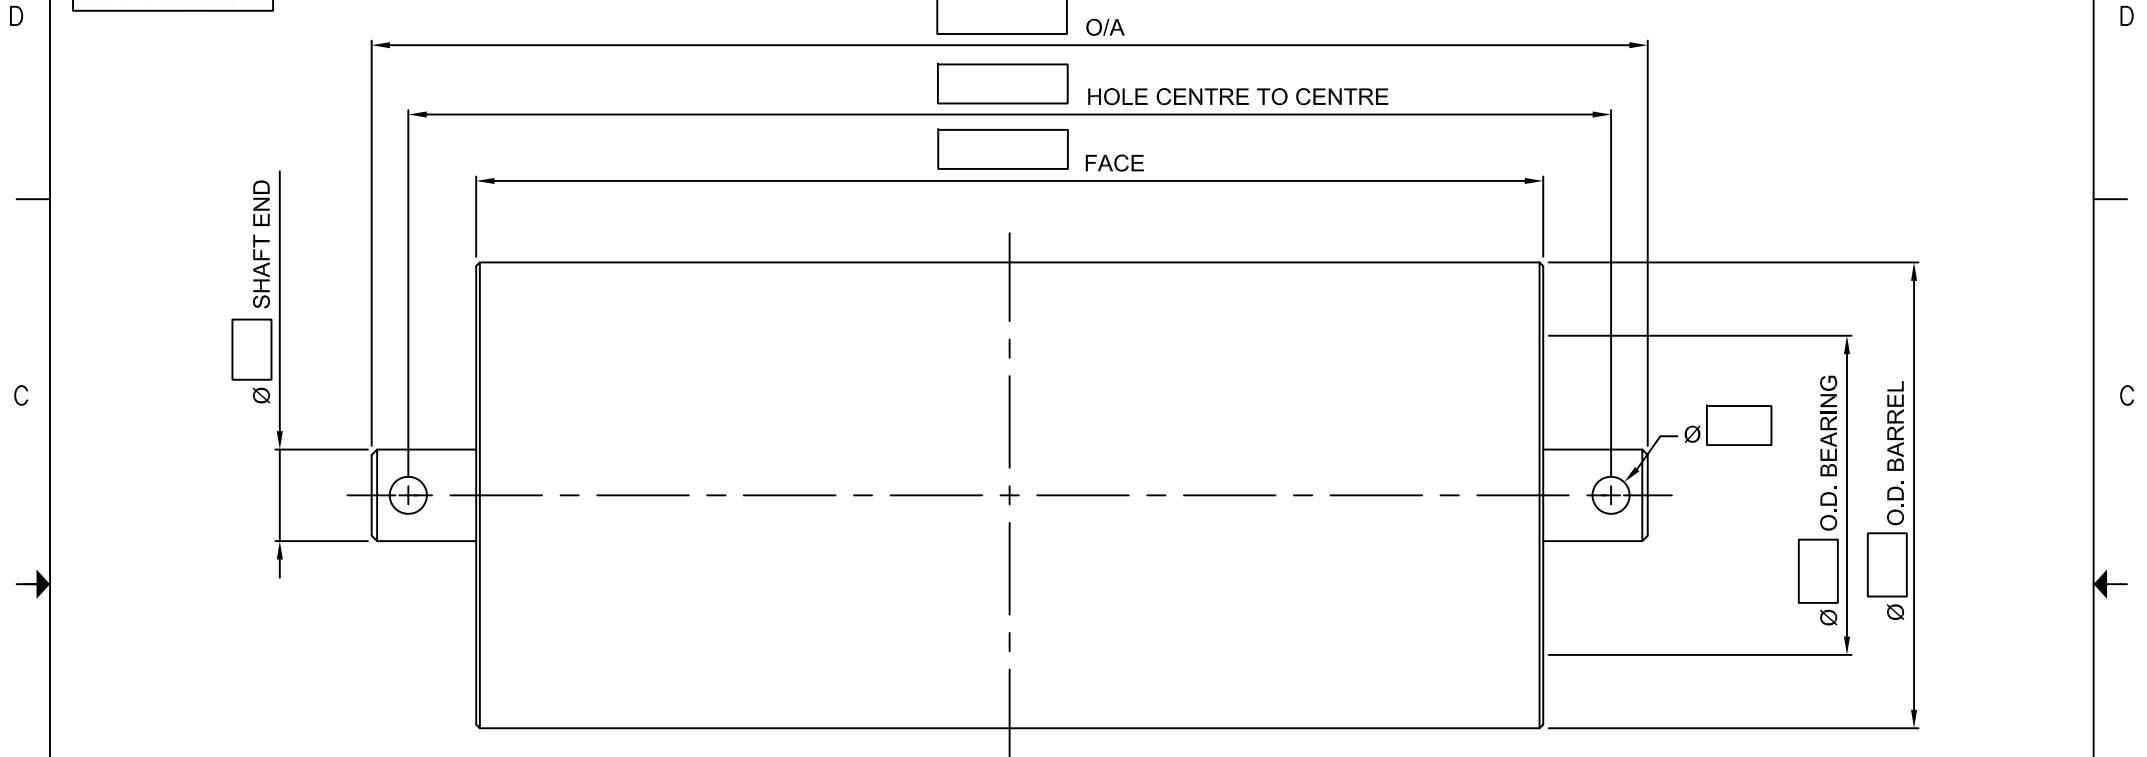 D
D
O/A
HOLE CENTRE TO CENTRE
FACE
Ø SHAFT END
C
C
Ø
Ø O.D. BEARING
Ø O.D. BARREL